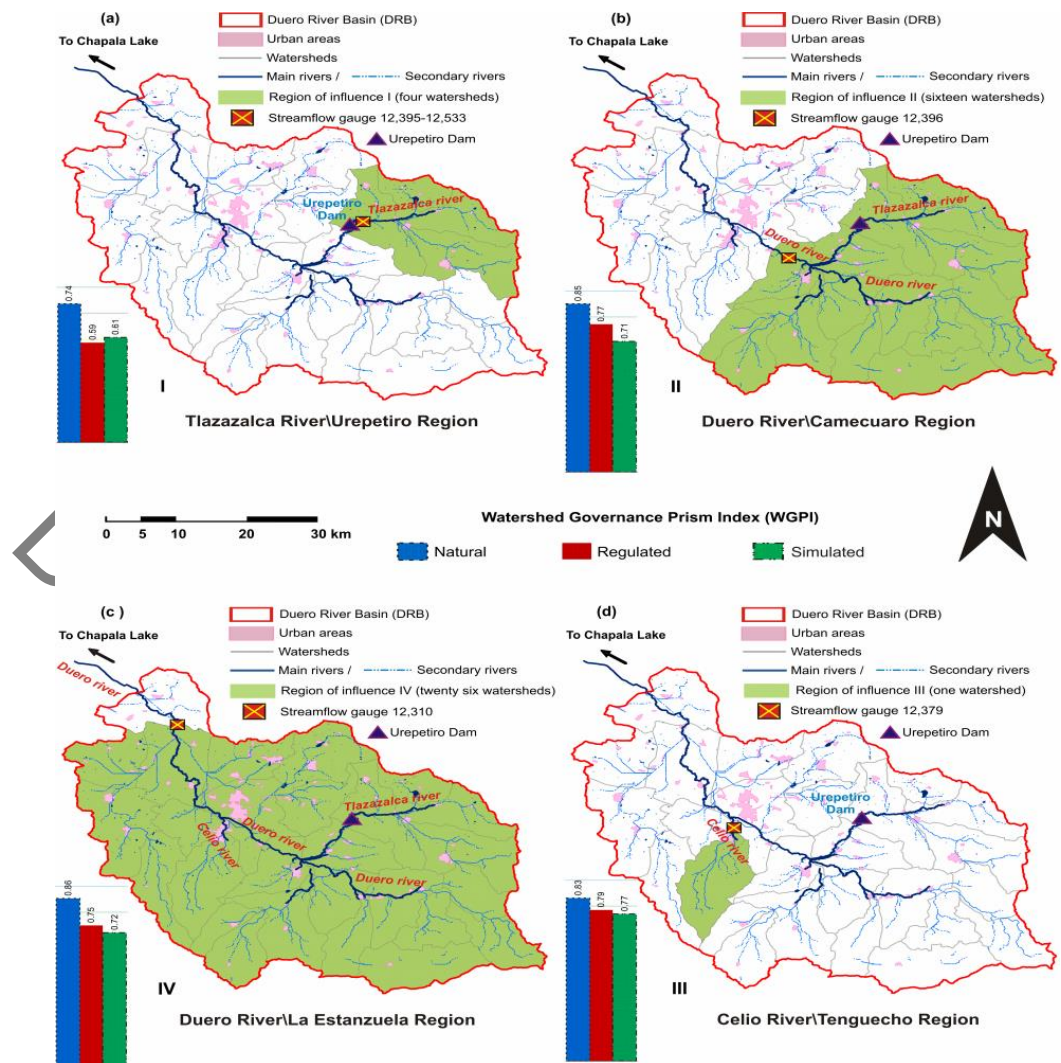 (a)
Duero River Basin (DRB)
To Chapala Lake
Urban areas
Watersheds
Main rivers / Secondary rivers
Region of influence I (four watersheds)
Streamflow gauge 12,395-12,533
Urepetiro Dam
Urepetiro
Dam
Tlazazalca river
0.74
0.59
0.61
I
Tlazazalca River\Urepetiro Region
(b)
Duero River Basin (DRB)
To Chapala Lake
Urban areas
Watersheds
Main rivers / Secondary rivers
Region of influence II (sixteen watersheds)
Streamflow gauge 12,396
Urepetiro Dam
Tlazazalca river
Duero river
Duero river
0.85
0.77
0.71
II
Duero River\Camecuaro Region
0 5 10 20 30 km
Watershed Governance Prism Index (WGPI)
Natural Regulated Simulated
N
(c )
Duero River Basin (DRB)
To Chapala Lake
Urban areas
Watersheds
Main rivers / Secondary rivers
Duero river
Region of influence IV (twenty six watersheds)
Streamflow gauge 12,310
Urepetiro Dam
Tlazazalca river
Celio river
Duero river
Duero river
0.86
0.75
0.72
IV
Duero River\La Estanzuela Region
(d)
Duero River Basin (DRB)
To Chapala Lake
Urban areas
Watersheds
Main rivers / Secondary rivers
Region of influence III (one watershed)
Streamflow gauge 12,379
Urepetiro Dam
Urepetiro
Dam
Celio river
0.83
0.79
0.77
III
Celio River\Tenguecho Region